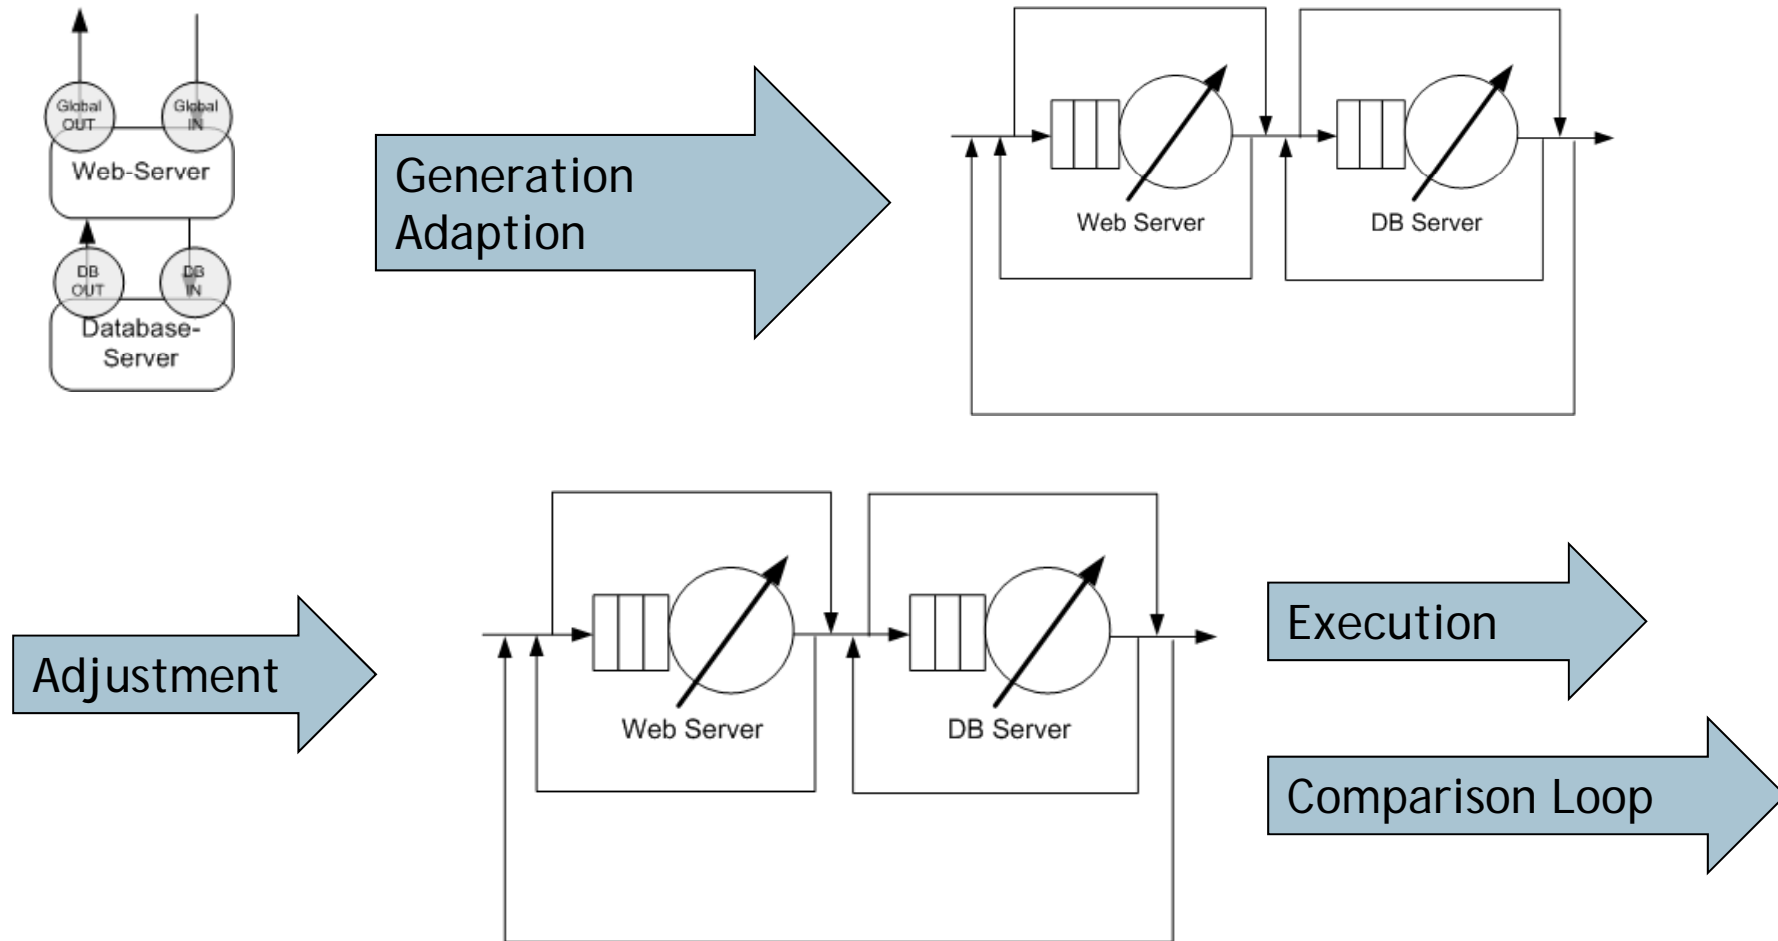 Global
OUT
Global
IN
Web-Server
DB
OUT
DB
IN
Database-
Server
Generation
Adaption
Web Server
DB Server
Adjustment
Web Server
DB Server
Execution
Comparison Loop